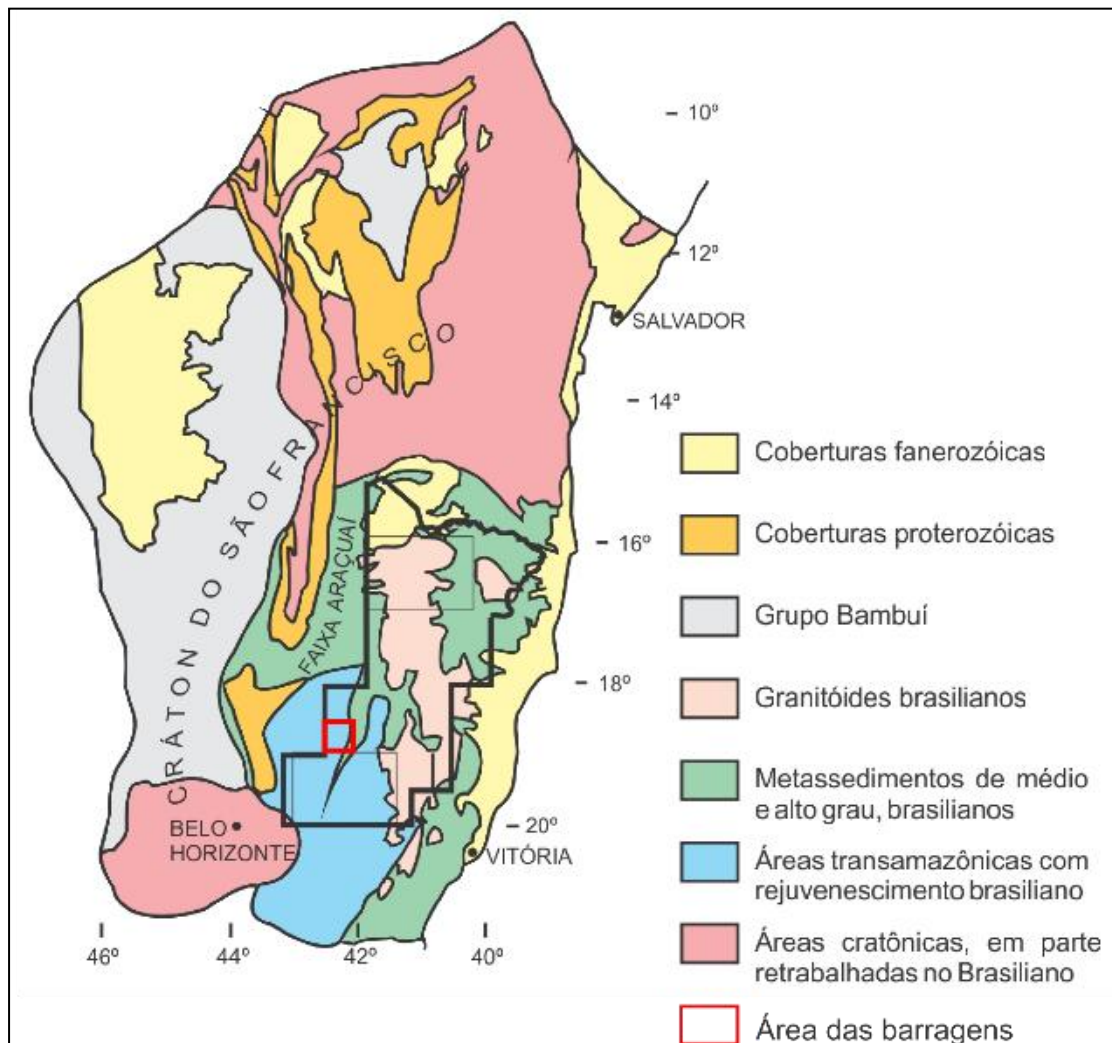 10º
12º
SALVADOR
14º
CRÁTON DO SÃO FRANCISCO
Coberturas fanerozóicas
Coberturas proterozóicas
16º
FAIXA ARAÇUAÍ
Grupo Bambuí
18º
Granitóides brasilianos
Metassedimentos de médio
e alto grau, brasilianos
20º
BELO
HORIZONTE
VITÓRIA
Áreas transamazônicas com
rejuvenescimento brasiliano
46º 44º 42º 40º
Áreas cratônicas, em parte
retrabalhadas no Brasiliano
Área das barragens